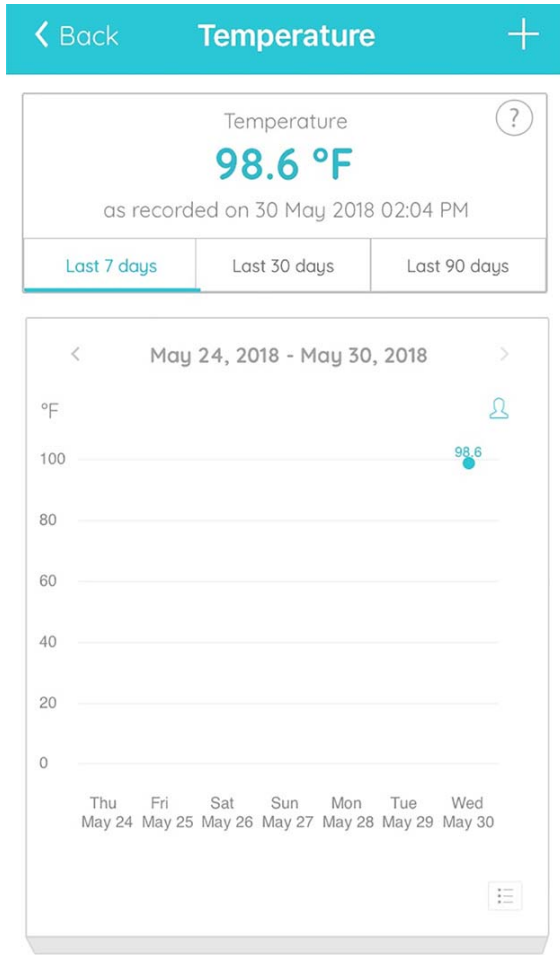 Back Temperature +
Temperature ?
98.6 °F
as recorded on 30 May 2018 02:04 PM
Last 7 days Last 30 days Last 90 days
May 24, 2018 - May 30, 2018
°F
98.6
100
80
60
40
20
0
Thu Fri Sat Sun Mon Tue Wed
May 24 May 25 May 26 May 27 May 28 May 29 May 30